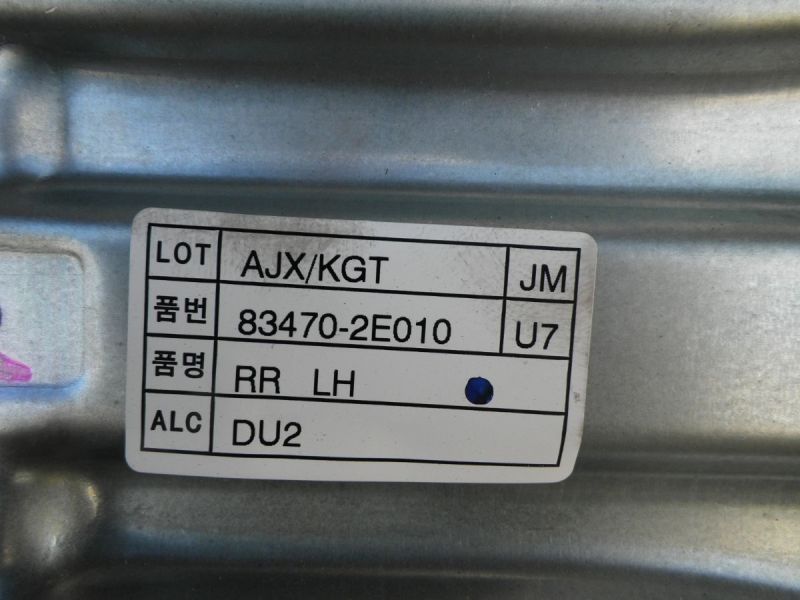 LOT AJX/KGT JM
품번 83470-2E010 U7
품명 RR LH
ALC DU2